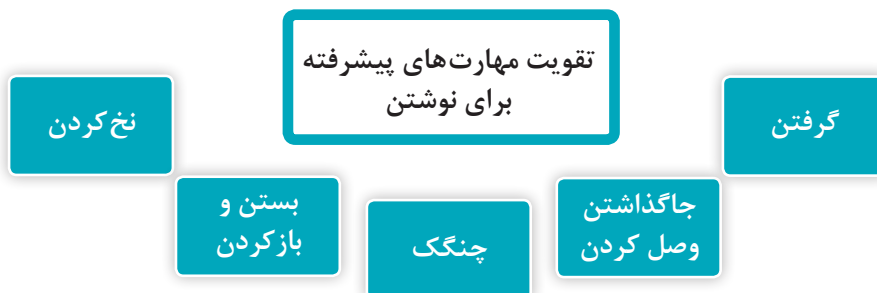 تقویت مهارت‌های پیشرفته
برای نوشتن
گرفتن
جاگذاشتن
وصل کردن
چنگک
بستن و
بازکردن
نخ‌کردن